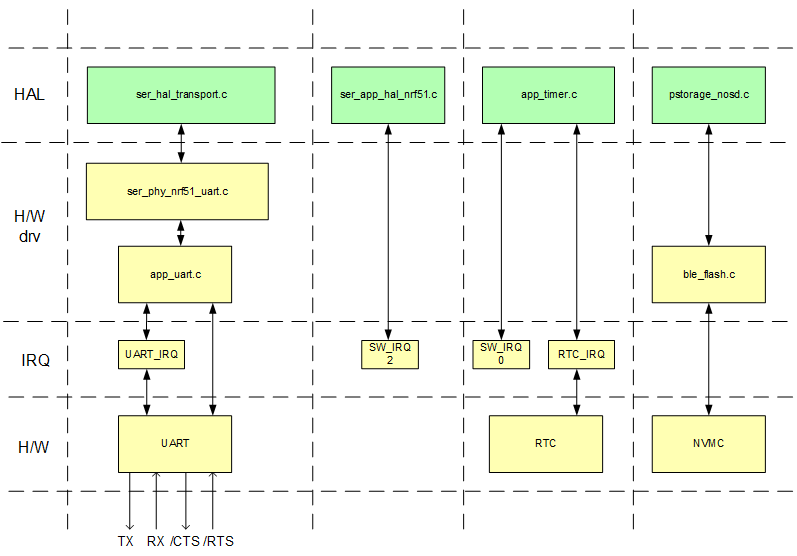 HAL
ser_hal_transport.c
ser_app_hal_nrf51.c
app_timer.c
pstorage_nosd.c
H/W
drv
ser_phy_nrf51_uart.c
app_uart.c
ble_flash.c
IRQ
UART_IRQ
SW_IRQ
2
SW_IRQ
0
RTC_IRQ
H/W
UART
RTC
NVMC
TX RX /CTS /RTS